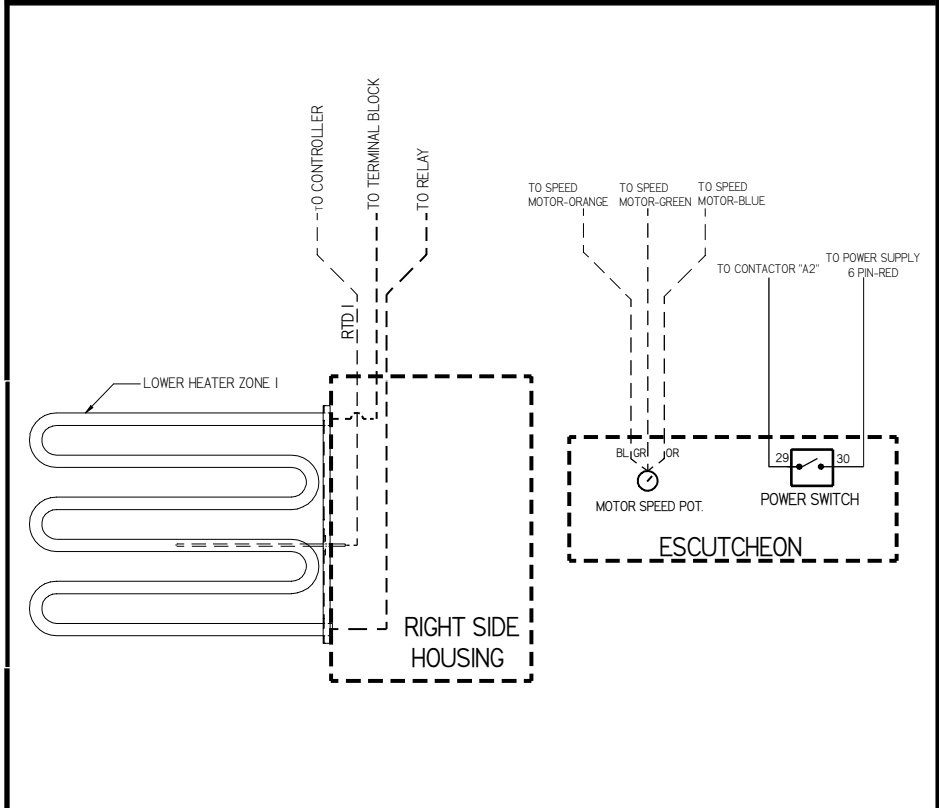 TO CONTROLLER
TO TERMINAL BLOCK
TO RELAY
RTD 1
LOWER HEATER ZONE 1
RIGHT SIDE
HOUSING
TO SPEED
MOTOR-ORANGE
TO SPEED
MOTOR-GREEN
TO SPEED
MOTOR-BLUE
TO CONTACTOR "A2"
TO POWER SUPPLY
6 PIN-RED
BL GR OR
29 30
MOTOR SPEED POT.
POWER SWITCH
ESCUTCHEON